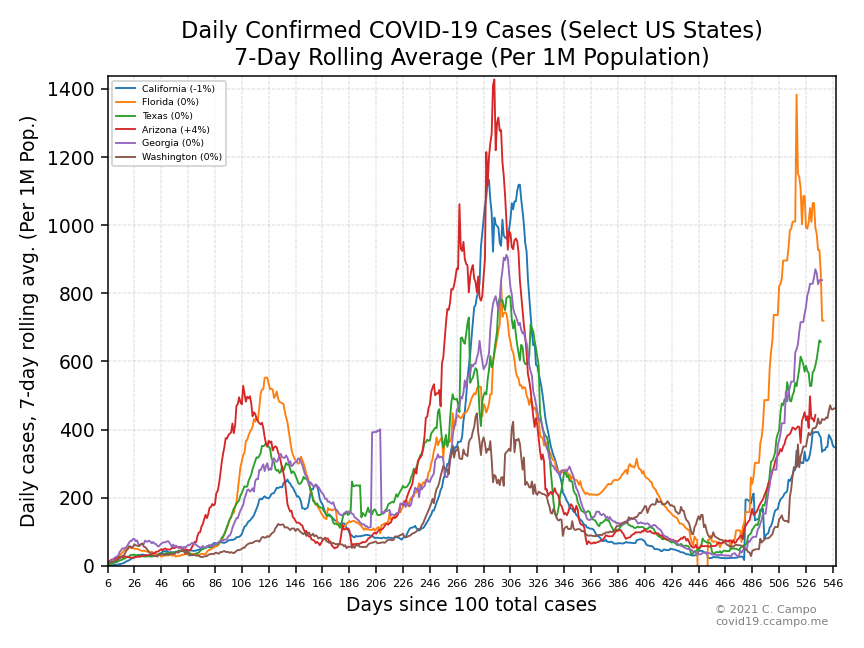 Daily Confirmed COVID-19 Cases (Select US States)
7-Day Rolling Average (Per 1M Population)
Daily cases, 7-day rolling avg. (Per 1M Pop.)
1400
1200
1000
800
600
400
200
0
California (-1%)
Florida (0%)
Texas (0%)
Arizona (+4%)
Georgia (0%)
Washington (0%)
6 26 46 66 86 106 126 146 166 186 206 226 246 266 286 306 326 346 366 386 406 426 446 466 486 506 526 546
Days since 100 total cases
© 2021 C. Campo
covid19.ccampo.me